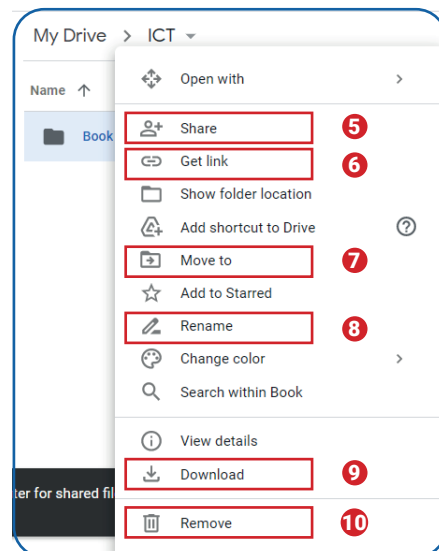 My Drive > ICT
Name ↑
Open with >
Book
Share 5
Get link 6
Show folder location
Add shortcut to Drive ?
Move to 7
Add to Starred
Rename 8
Change color >
Search within Book
View details
Download 9
ter for shared fil
Remove 10